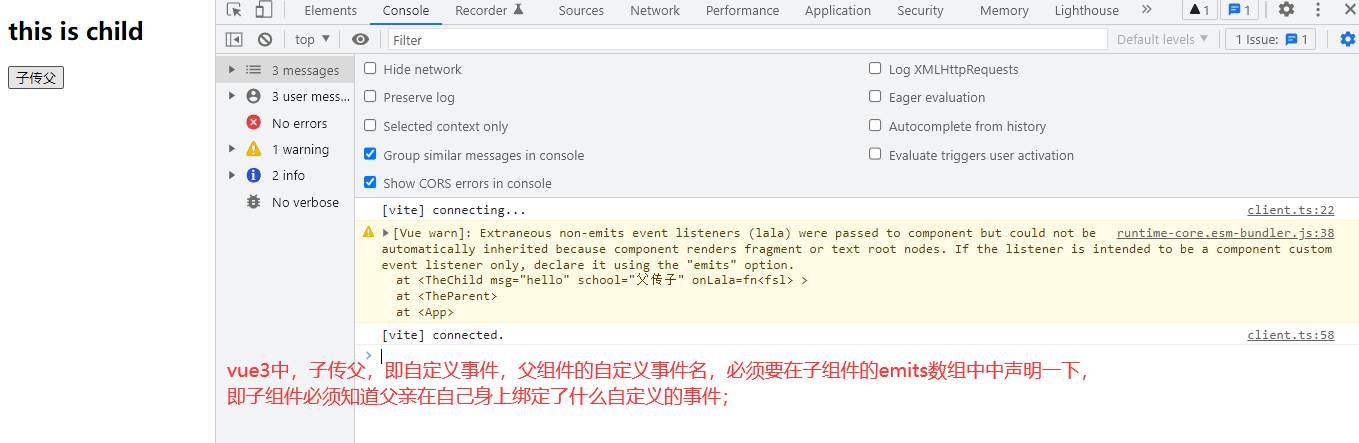 this is child
子传父
Elements Console Recorder Sources Network Performance Application Security Memory Lighthouse » 1 1
top Filter Default levels 1 Issue: 1
3 messages
3 user mess...
No errors
1 warning
2 info
No verbose
Hide network Log XMLHttpRequests
Preserve log Eager evaluation
Selected context only Autocomplete from history
Group similar messages in console Evaluate triggers user activation
Show CORS errors in console
[vite] connecting... client.ts:22
[Vue warn]: Extraneous non-emits event listeners (lala) were passed to component but could not be runtime-core.esm-bundler.js:38
automatically inherited because component renders fragment or text root nodes. If the listener is intended to be a component custom
event listener only, declare it using the "emits" option.
at <TheChild msg="hello" school="父传子" onLala=fn<fsl> >
at <TheParent>
at <App>
[vite] connected. client.ts:58
vue3中，子传父，即自定义事件，父组件的自定义事件名，必须要在子组件的emits数组中中声明一下，
即子组件必须知道父亲在自己身上绑定了什么自定义的事件；